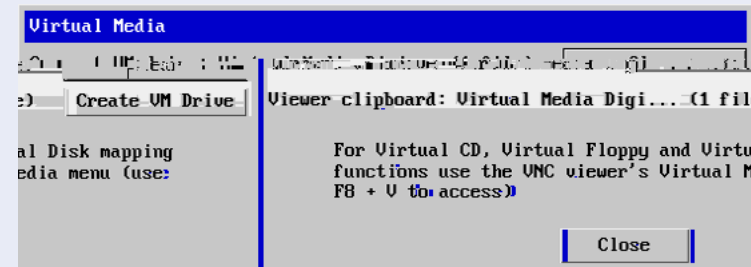 Virtual Media
Create VM Drive
Viewer clipboard: Virtual Media Digi... (1 fil
al Disk mapping
edia menu (use:
For Virtual CD, Virtual Floppy and Virtu
functions use the VNC viewer's Virtual M
F8 + V to access)
Close